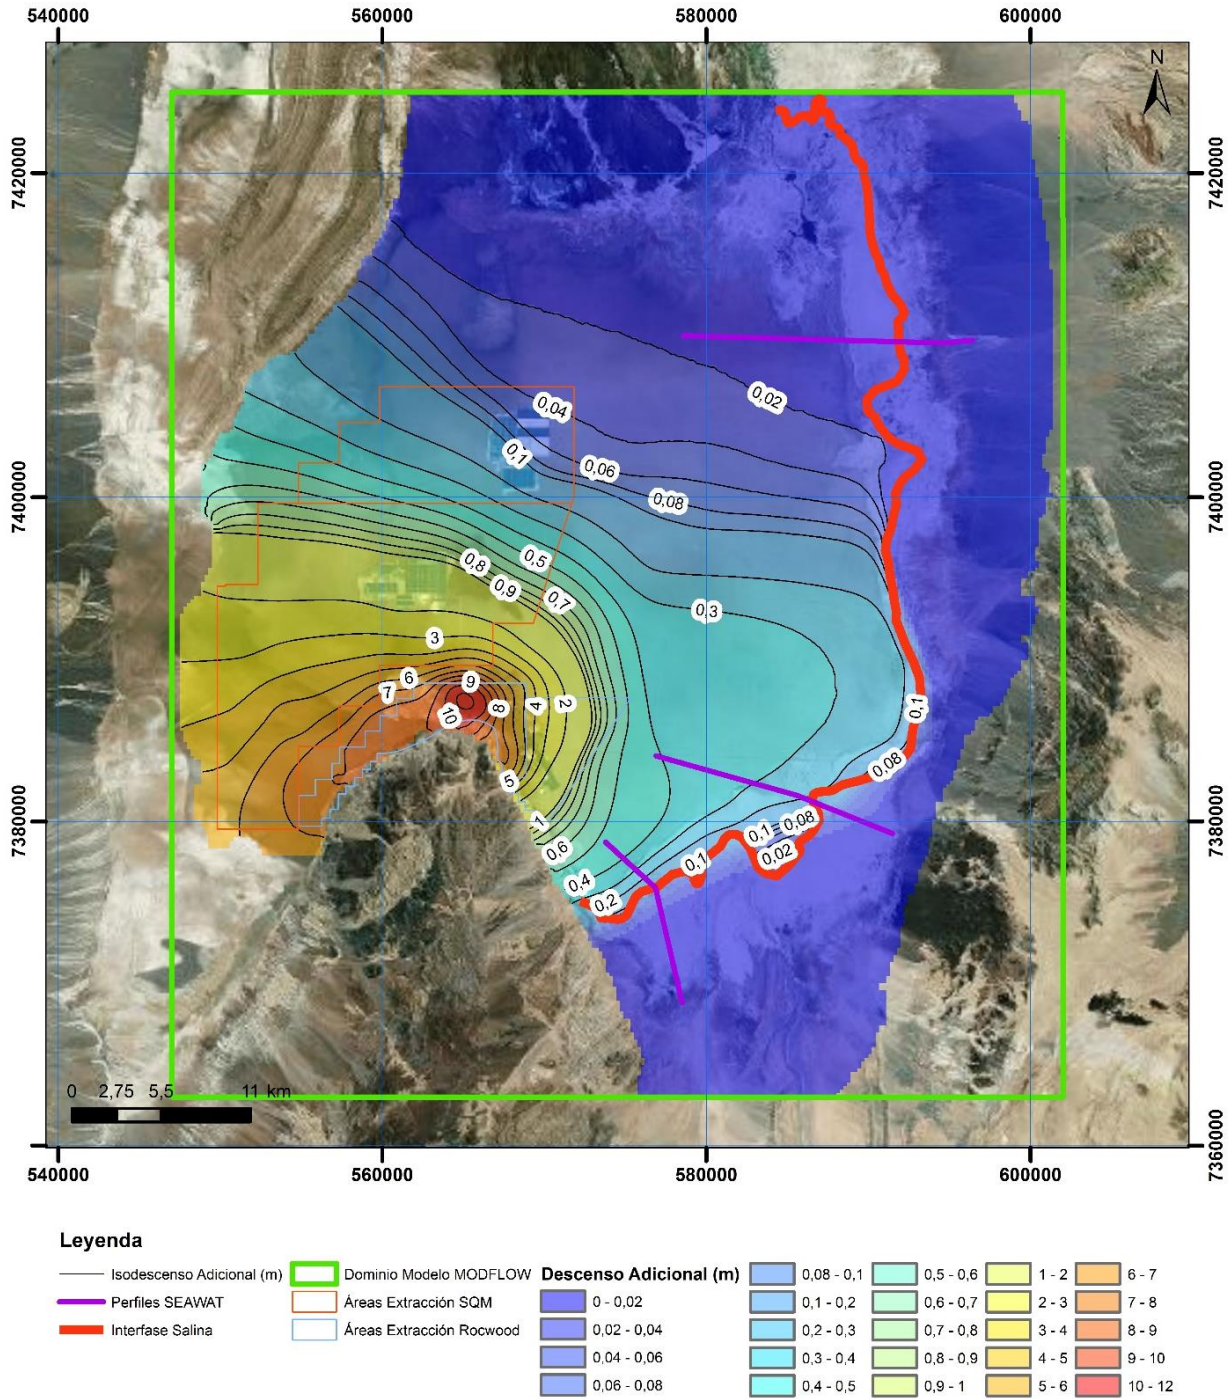 540000 560000 580000 600000
N
7420000 7420000
0,04
0,02
0,1
0,06
0,08
7400000 7400000
0,8
0,5
0,9
0,7
0,3
3
6
9
7
10
8
4
2
0,1
5
0,08
1
0,1
0,08
7380000 7380000
0,6
0,1
0,02
0,4
0,2
0 2,75 5,5 11 km
7360000
540000 560000 580000 600000
Leyenda
Isodescenso Adicional (m)
Perfiles SEAWAT
Interfase Salina
Dominio Modelo MODFLOW
Áreas Extracción SQM
Áreas Extracción Rocwood
Descenso Adicional (m)
0 - 0,02
0,02 - 0,04
0,04 - 0,06
0,06 - 0,08
0,08 - 0,1
0,1 - 0,2
0,2 - 0,3
0,3 - 0,4
0,4 - 0,5
0,5 - 0,6
0,6 - 0,7
0,7 - 0,8
0,8 - 0,9
0,9 - 1
1 - 2
2 - 3
3 - 4
4 - 5
5 - 6
6 - 7
7 - 8
8 - 9
9 - 10
10 - 12